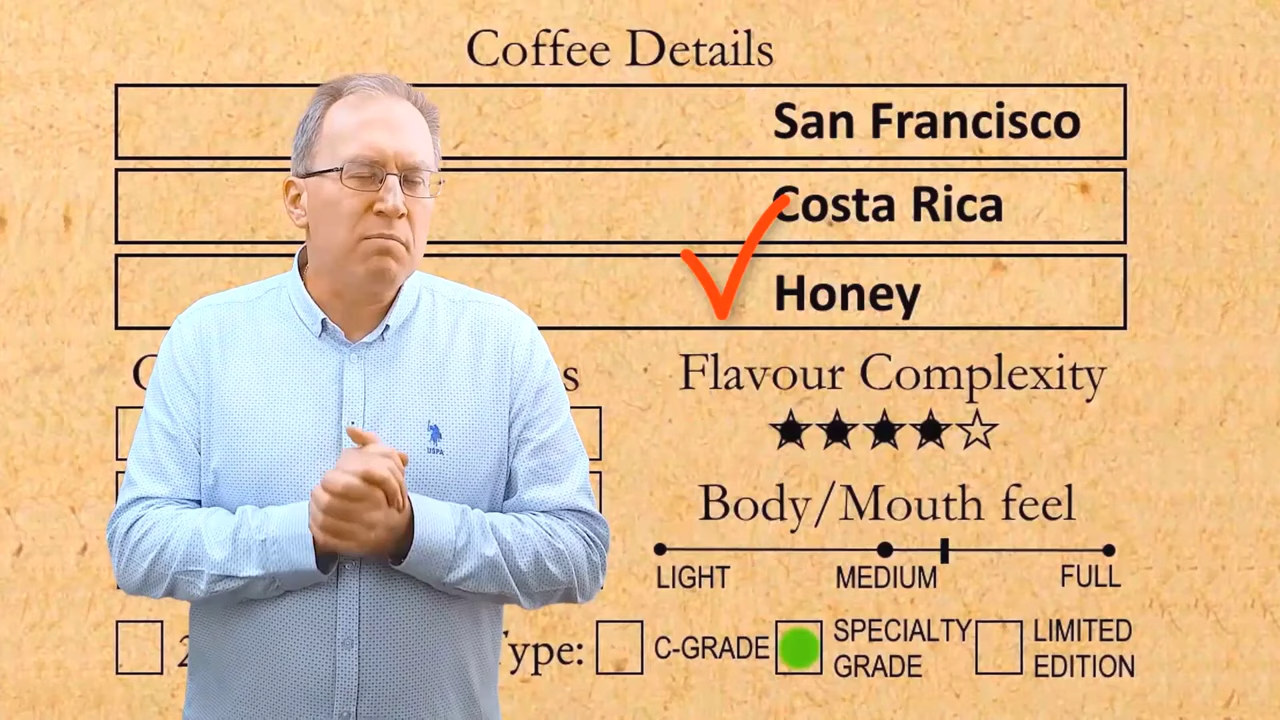 Coffee Details
San Francisco
Costa Rica
Honey
Flavour Complexity
Body/Mouth feel
LIGHT MEDIUM FULL
C-GRADE SPECIALTY GRADE LIMITED EDITION
USPA